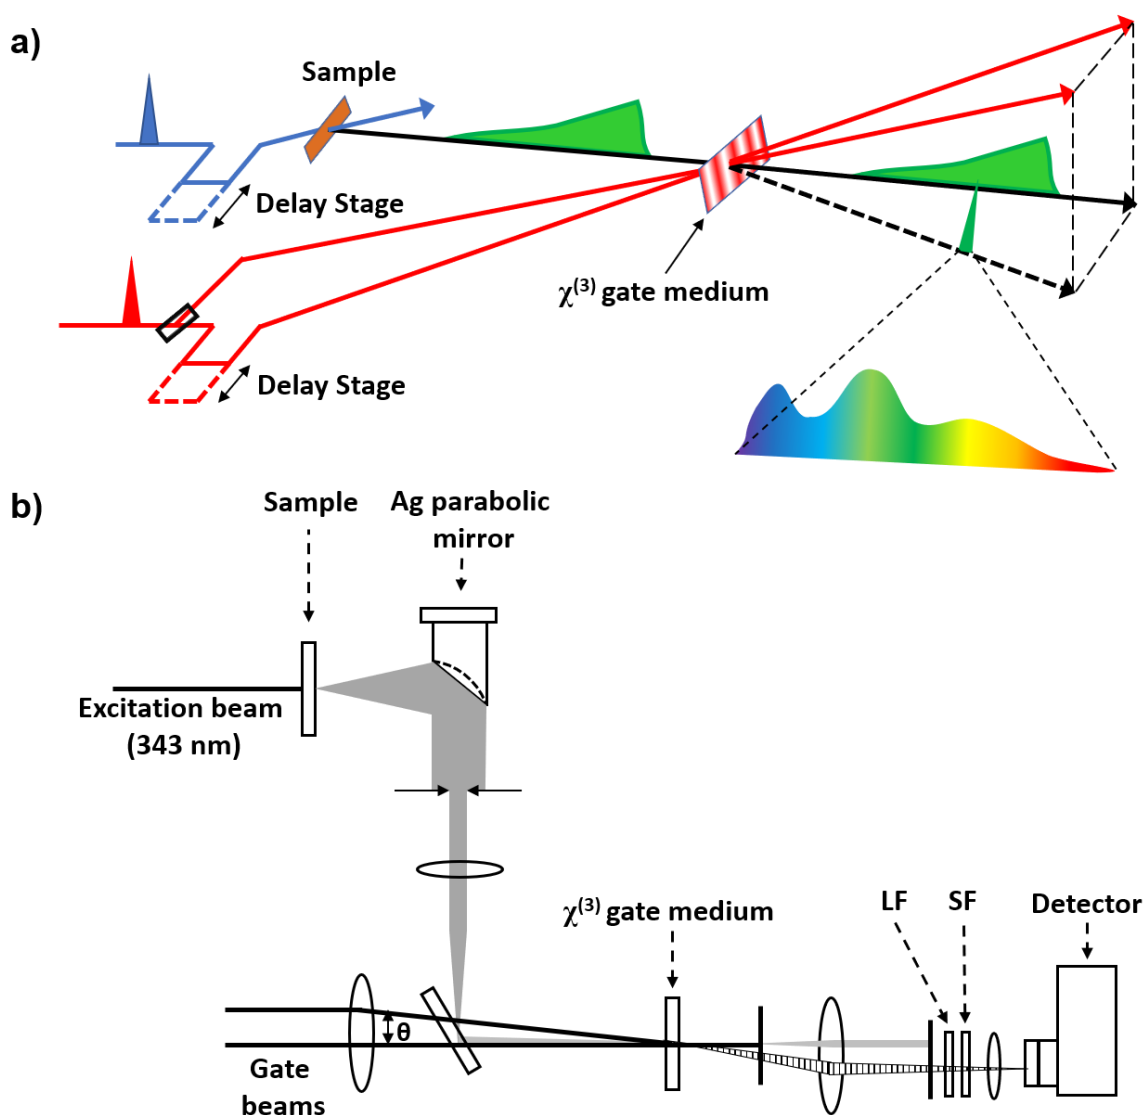 a)
Sample
Delay Stage
χ(3) gate medium
Delay Stage
b)
Sample
Ag parabolic
mirror
Excitation beam
(343 nm)
χ(3) gate medium
LF
SF
Detector
θ
Gate
beams